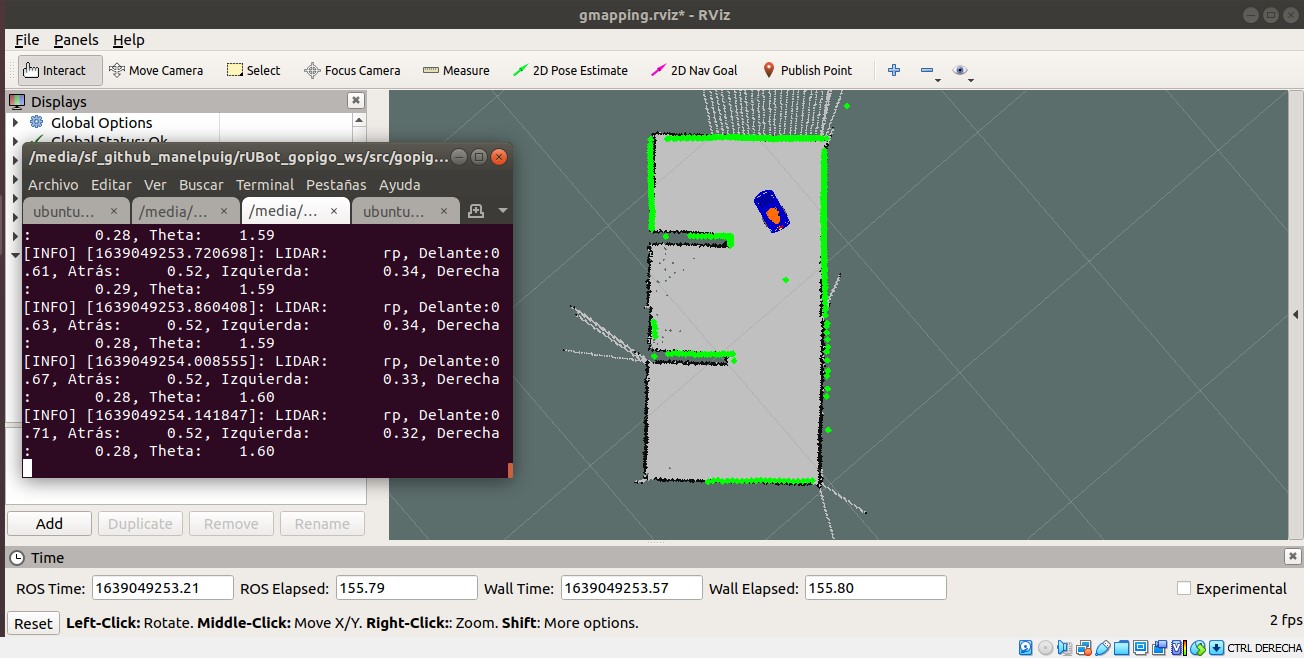 gmapping.rviz* - RViz
File Panels Help
Interact Move Camera Select Focus Camera Measure 2D Pose Estimate 2D Nav Goal Publish Point
Displays
Global Options
Global Status: Ok
/media/sf_github_manelpuig/rUBot_gopigo_ws/src/gopig...
Archivo Editar Ver Buscar Terminal Pestañas Ayuda
ubuntu... × /media/... × /media/... × ubuntu... ×
: 0.28, Theta: 1.59
[INFO] [1639049253.720698]: LIDAR: rp, Delante:0
.61, Atrás: 0.52, Izquierda: 0.34, Derecha
: 0.29, Theta: 1.59
[INFO] [1639049253.860408]: LIDAR: rp, Delante:0
.63, Atrás: 0.52, Izquierda: 0.34, Derecha
: 0.28, Theta: 1.59
[INFO] [1639049254.008555]: LIDAR: rp, Delante:0
.67, Atrás: 0.52, Izquierda: 0.33, Derecha
: 0.28, Theta: 1.60
[INFO] [1639049254.141847]: LIDAR: rp, Delante:0
.71, Atrás: 0.52, Izquierda: 0.32, Derecha
: 0.28, Theta: 1.60
Add Duplicate Remove Rename
Time
ROS Time: 1639049253.21 ROS Elapsed: 155.79 Wall Time: 1639049253.57 Wall Elapsed: 155.80 Experimental
Reset Left-Click: Rotate. Middle-Click: Move X/Y. Right-Click:: Zoom. Shift: More options. 2 fps
CTRL DERECHA